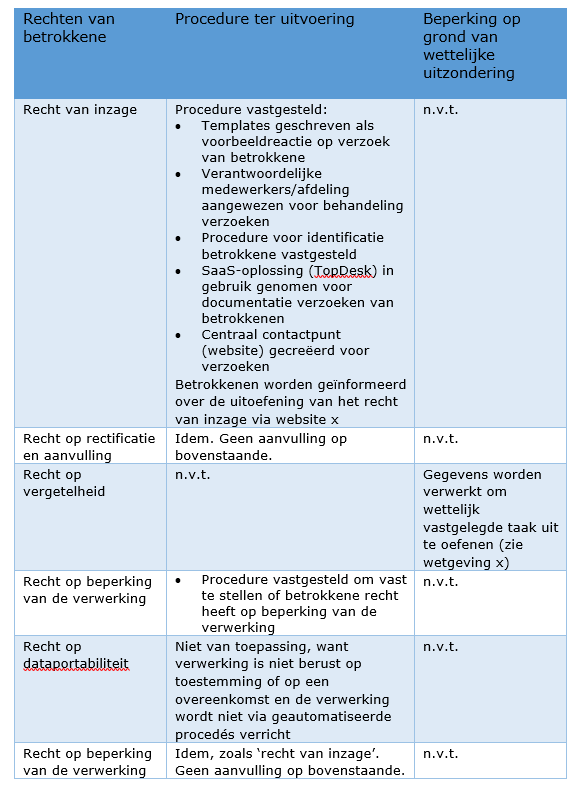 Rechten van
betrokkene
Procedure ter uitvoering
Beperking op
grond van
wettelijke
uitzondering
Recht van inzage
Procedure vastgesteld:
• Templates geschreven als
voorbeeldreactie op verzoek
van betrokkene
• Verantwoordelijke
medewerkers/afdeling
aangewezen voor behandeling
verzoeken
• Procedure voor identificatie
betrokkene vastgesteld
• SaaS-oplossing (TopDesk) in
gebruik genomen voor
documentatie verzoeken van
betrokkenen
• Centraal contactpunt
(website) gecreëerd voor
verzoeken
Betrokkenen worden geïnformeerd
over de uitoefening van het recht
van inzage via website x
n.v.t.
Recht op rectificatie
en aanvulling
Idem. Geen aanvulling op
bovenstaande.
n.v.t.
Recht op
vergetelheid
n.v.t.
Gegevens worden
verwerkt om
wettelijk
vastgelegde taak uit
te oefenen (zie
wetgeving x)
Recht op beperking
van de verwerking
• Procedure vastgesteld om vast
te stellen of betrokkene recht
heeft op beperking van de
verwerking
n.v.t.
Recht op
dataportabiliteit
Niet van toepassing, want
verwerking is niet berust op
toestemming of op een
overeenkomst en de verwerking
wordt niet via geautomatiseerde
procedés verricht
n.v.t.
Recht op beperking
van de verwerking
Idem, zoals ‘recht van inzage’.
Geen aanvulling op bovenstaande.
n.v.t.